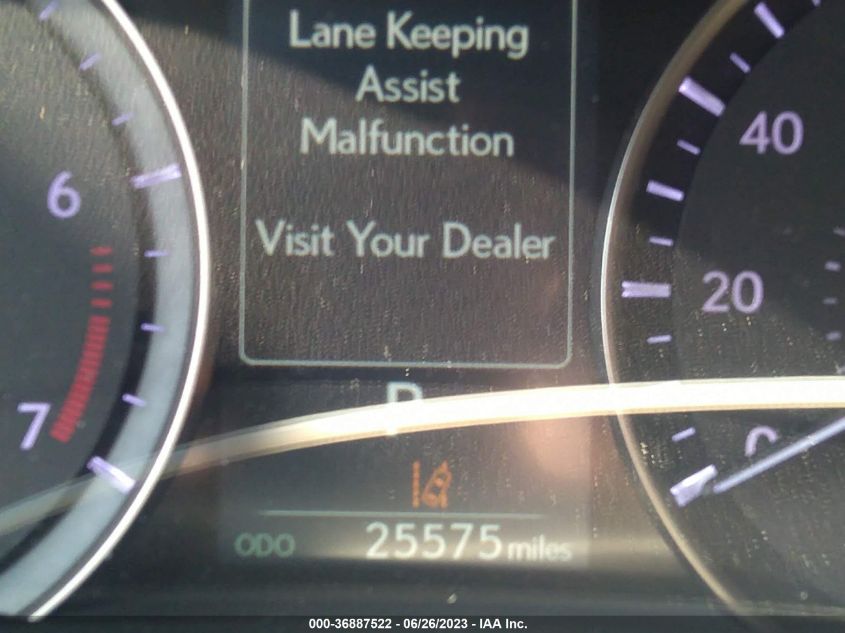 Lane Keeping
Assist
Malfunction
Visit Your Dealer
6
7
40
20
0
P
ODO 25575 miles
000-36887522 - 06/26/2023 - IAA Inc.